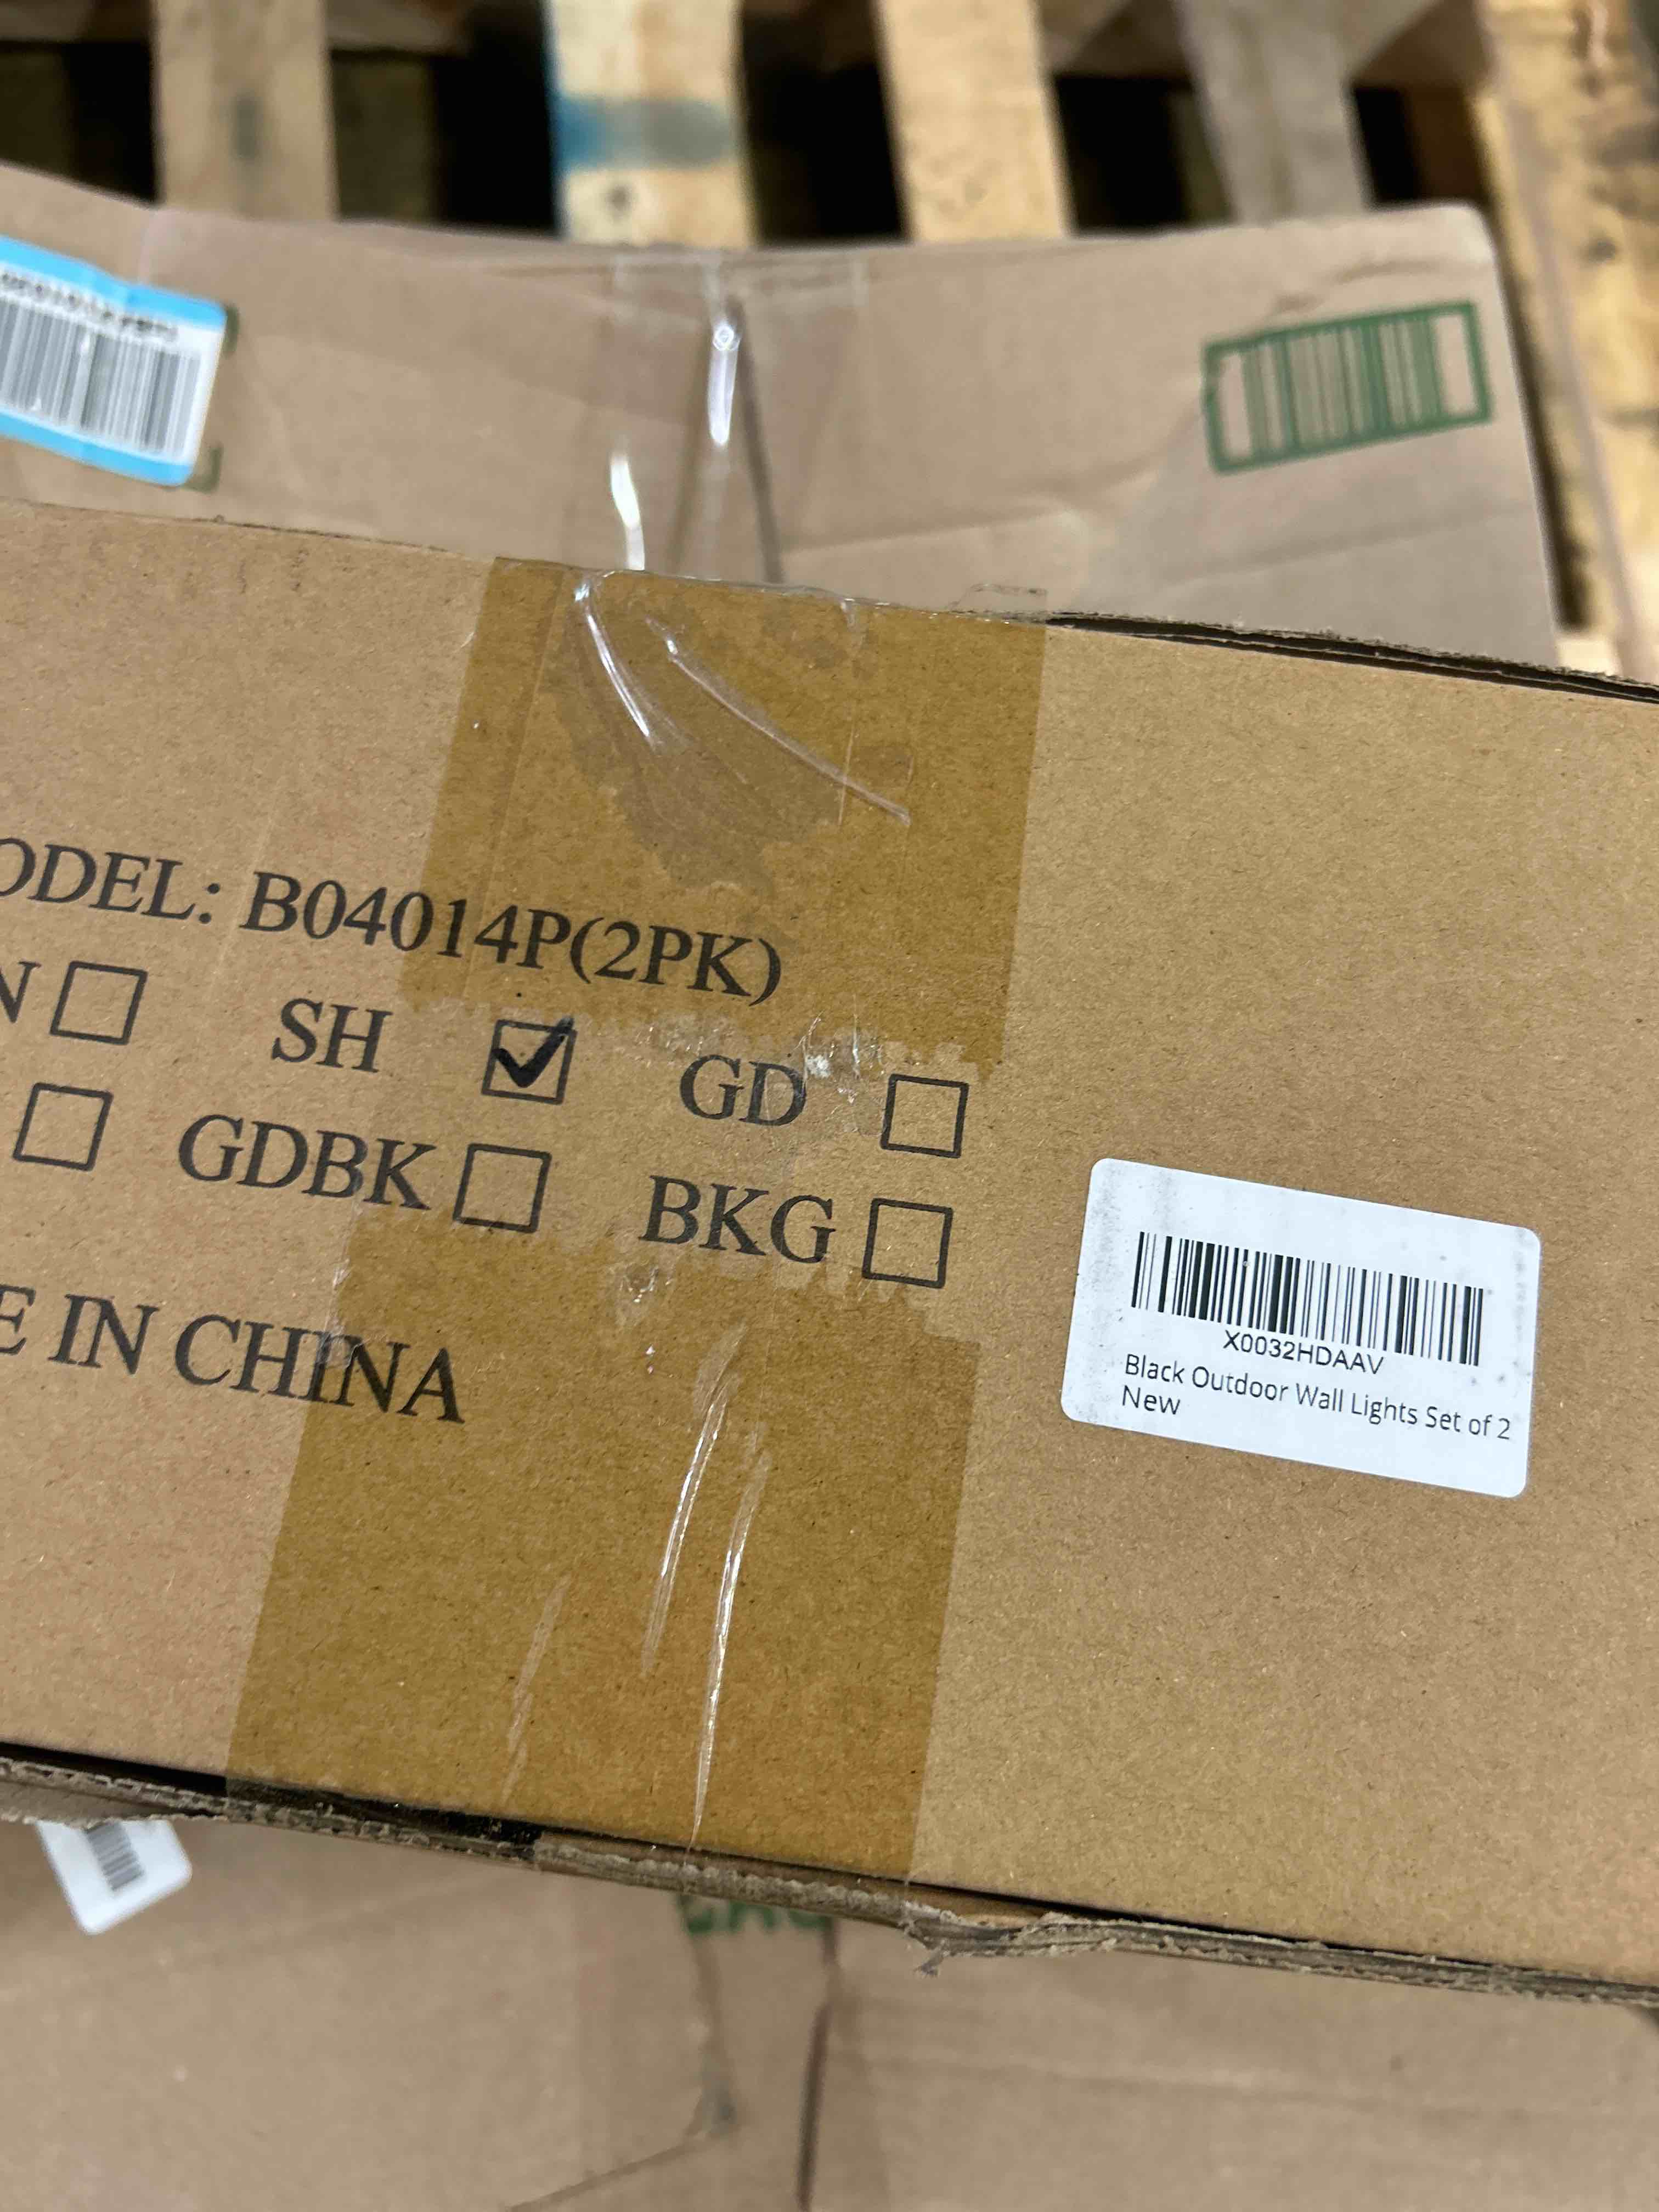 ODEL: B04014P(2PK)
N SH GD
GDBK BKG
E IN CHINA
X0032HDAAV
Black Outdoor Wall Lights Set of 2
New